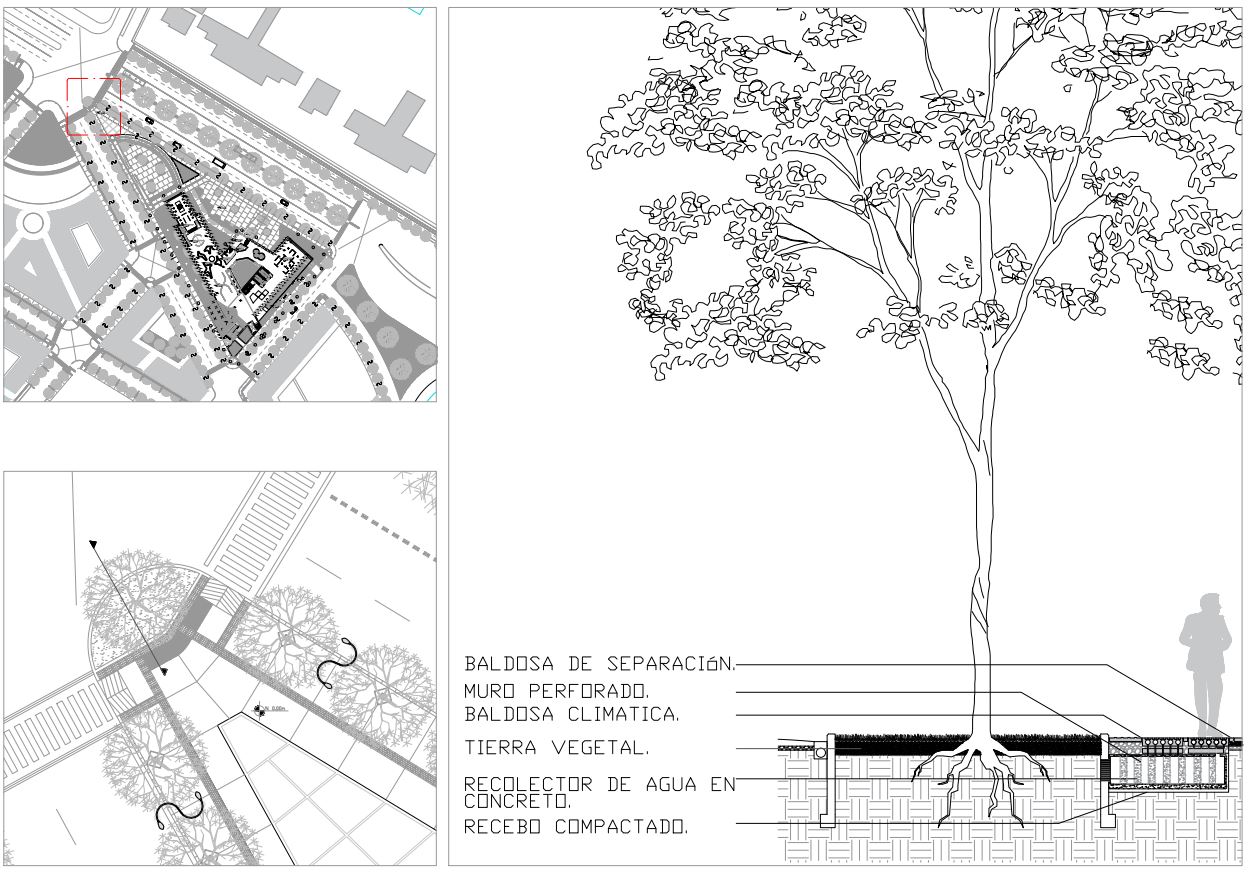 BALDOSA DE SEPARACIóN.
MURO PERFORADO.
BALDOSA CLIMATICA.
TIERRA VEGETAL.
RECOLECTOR DE AGUA EN
CONCRETO.
RECEBO COMPACTADO.